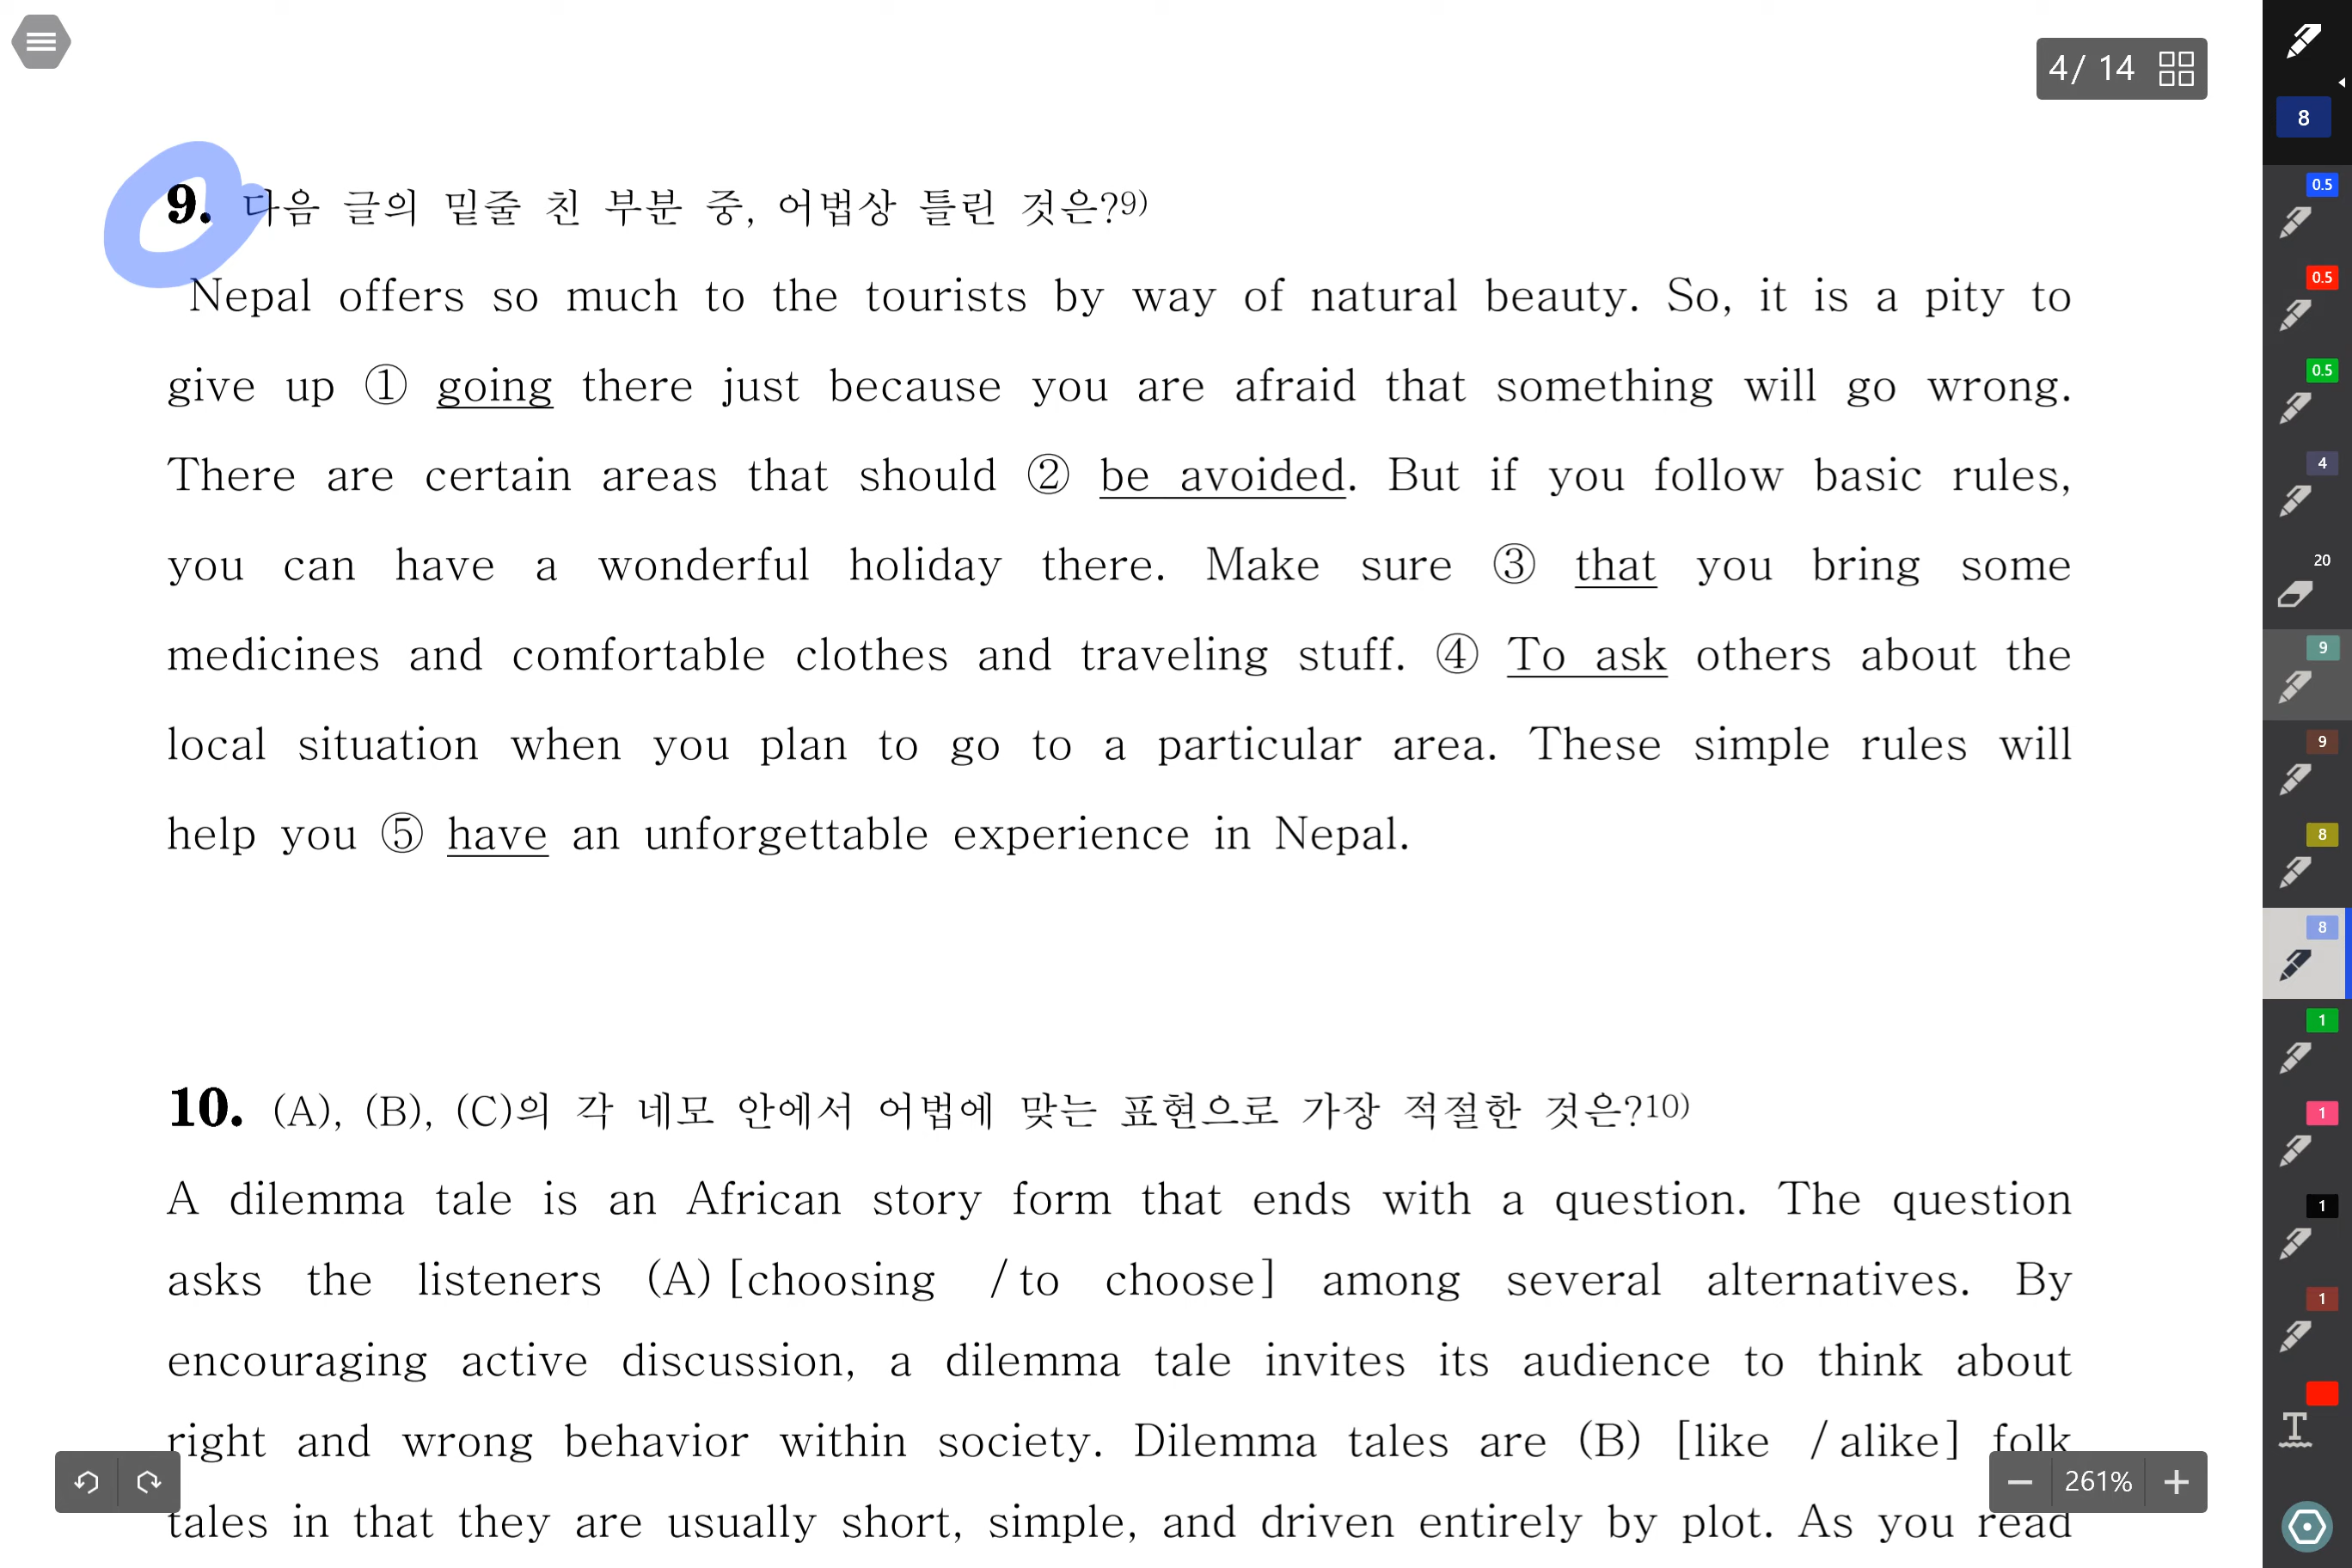 4/ 14
8
9. 다음 글의 밑줄 친 부분 중, 어법상 틀린 것은?9)
Nepal offers so much to the tourists by way of natural beauty. So, it is a pity to
give up ① going there just because you are afraid that something will go wrong.
There are certain areas that should ② be avoided. But if you follow basic rules,
you can have a wonderful holiday there. Make sure ③ that you bring some
medicines and comfortable clothes and traveling stuff. ④ To ask others about the
local situation when you plan to go to a particular area. These simple rules will
help you ⑤ have an unforgettable experience in Nepal.
10. (A), (B), (C)의 각 네모 안에서 어법에 맞는 표현으로 가장 적절한 것은?10)
A dilemma tale is an African story form that ends with a question. The question
asks the listeners (A) [choosing / to choose] among several alternatives. By
encouraging active discussion, a dilemma tale invites its audience to think about
right and wrong behavior within society. Dilemma tales are (B) [like / alike] folk
tales in that they are usually short, simple, and driven entirely by plot. As you read
261%
0.5
0.5
0.5
4
20
9
9
8
8
1
1
1
1
T